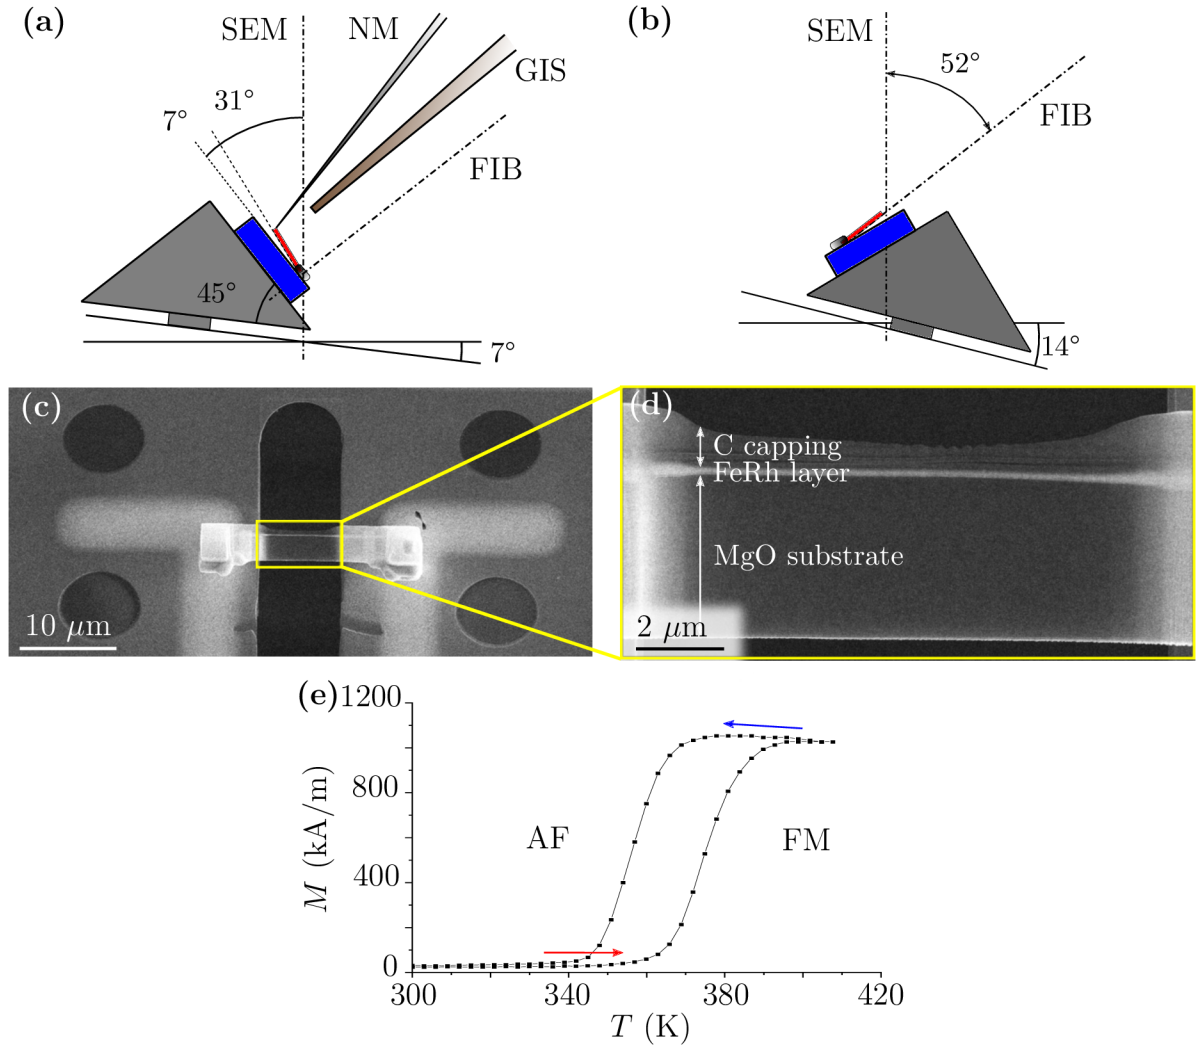 (a)
SEM
NM
GIS
31°
7°
FIB
45°
7°
(b)
SEM
52°
FIB
14°
(c)
10 μm
(d)
C capping
FeRh layer
MgO substrate
2 μm
(e)
1200
800
400
0
M (kA/m)
AF
FM
300
340
380
420
T (K)